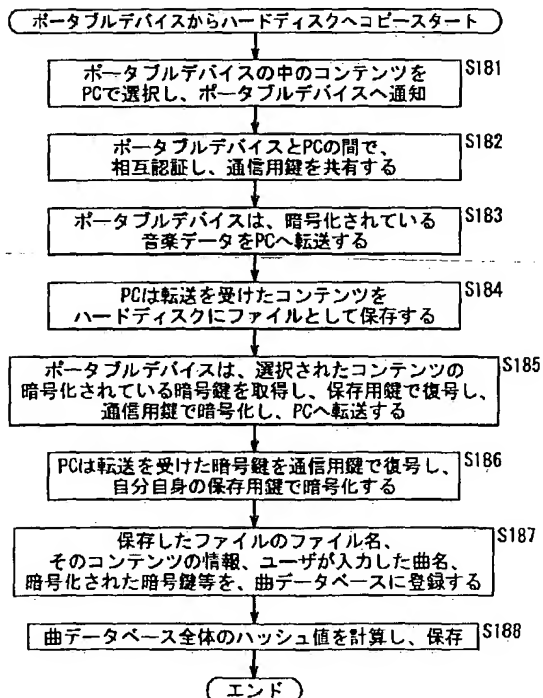 ポータブルデバイスからハードディスクへコピースタート
S181
ポータブルデバイスの中のコンテンツを
PCで選択し、ポータブルデバイスへ通知
S182
ポータブルデバイスとPCの間で、
相互認証し、通信用鍵を共有する
S183
ポータブルデバイスは、暗号化されている
音楽データをPCへ転送する
S184
PCは転送を受けたコンテンツを
ハードディスクにファイルとして保存する
S185
ポータブルデバイスは、選択されたコンテンツの
暗号化されている暗号鍵を取得し、保存用鍵で復号し、
通信用鍵で暗号化し、PCへ転送する
S186
PCは転送を受けた暗号鍵を通信用鍵で復号し、
自分自身の保存用鍵で暗号化する
S187
保存したファイルのファイル名、
そのコンテンツの情報、ユーザが入力した曲名、
暗号化された暗号鍵等を、曲データベースに登録する
S188
曲データベース全体のハッシュ値を計算し、保存
エンド